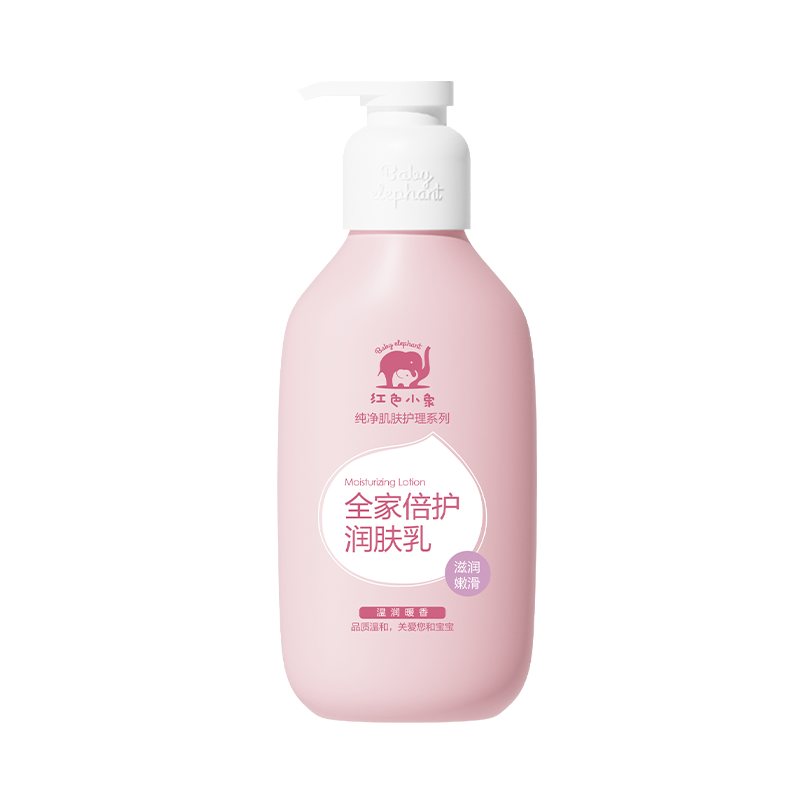 Baby
elephant
Baby elephant
红色小象
纯净肌肤护理系列
Moisturizing Lotion
全家倍护
润肤乳
滋润
嫩滑
温润暖香
品质温和，关爱您和宝宝